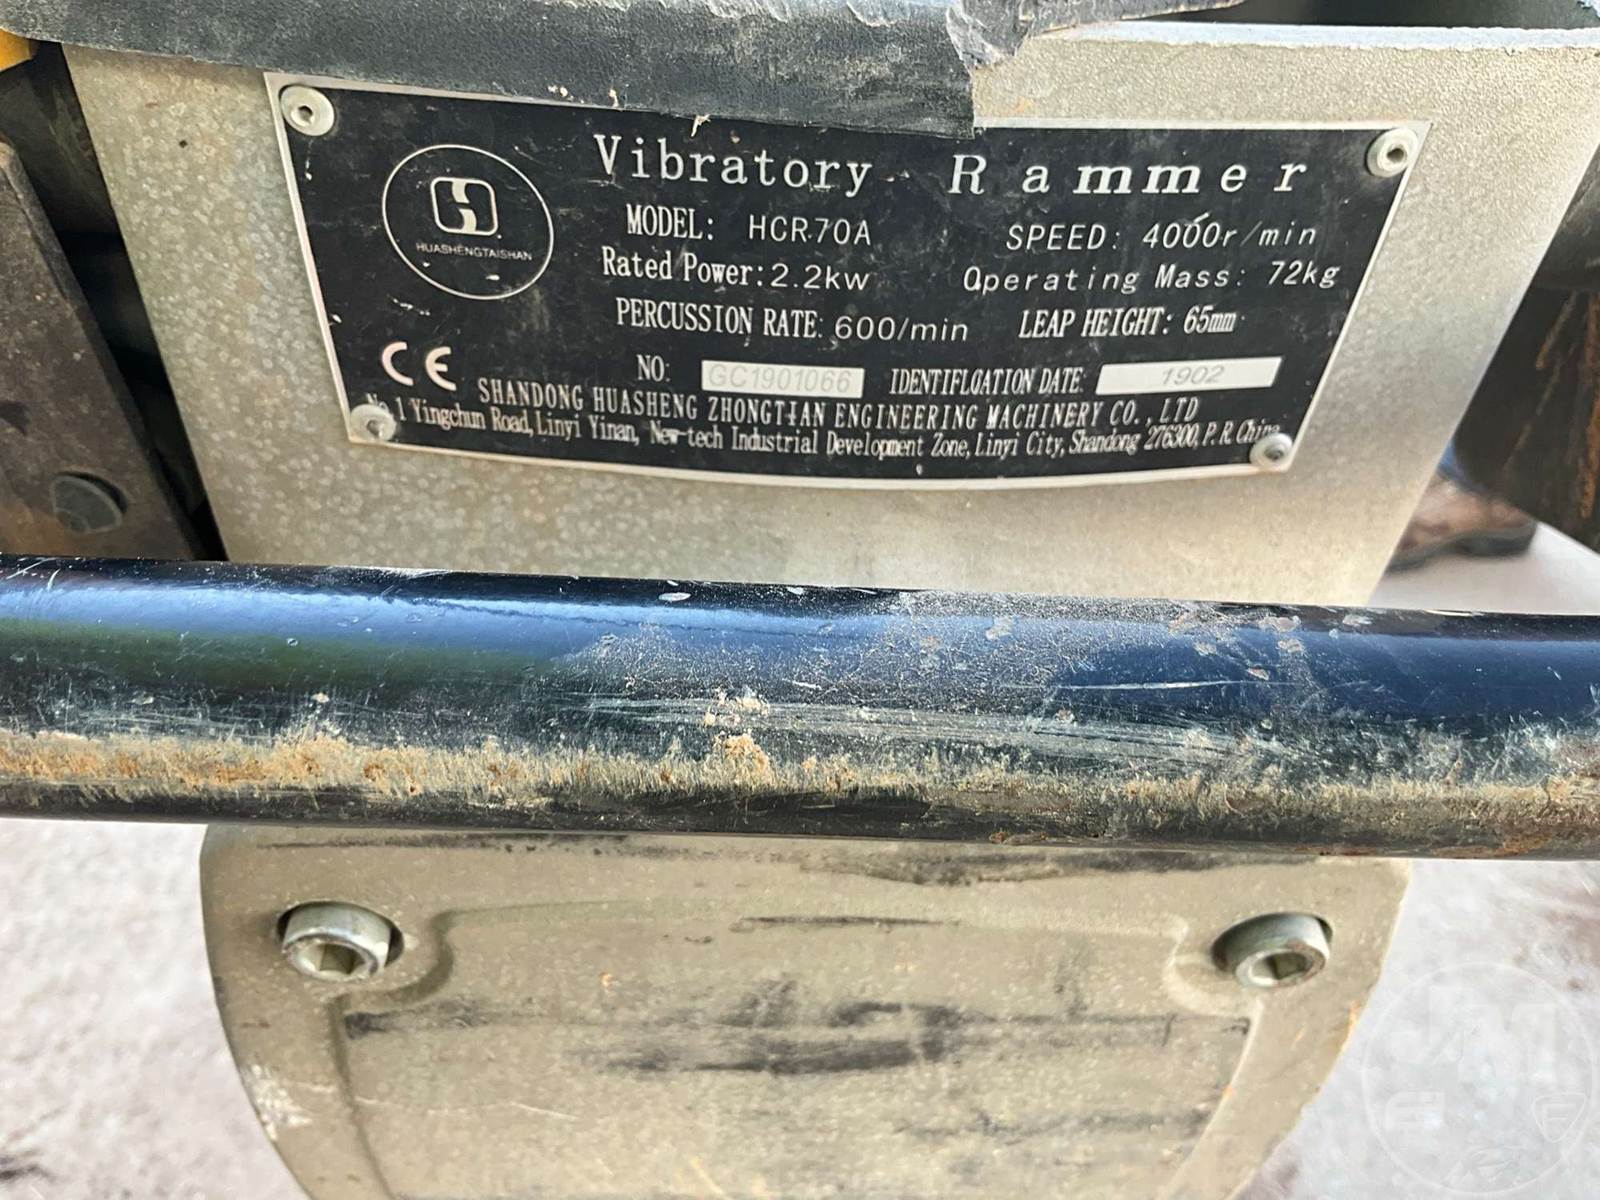 Vibratory Rammer
HUASHENGTAISHAN
MODEL: HCR70A SPEED: 4000r/min
Rated Power:2.2kw Operating Mass: 72kg
PERCUSSION RATE: 600/min LEAP HEIGHT: 65mm
CE NO: GC1901066 IDENTIFLQATION DATE: 1902
SHANDONG HUASHENG ZHONGTIAN ENGINEERING MACHINERY CO.,LTD
No.1 Yingchun Road, Linyi Yinan, New-tech Industrial Development Zone, Linyi City, Shandong 276300, P.R.China